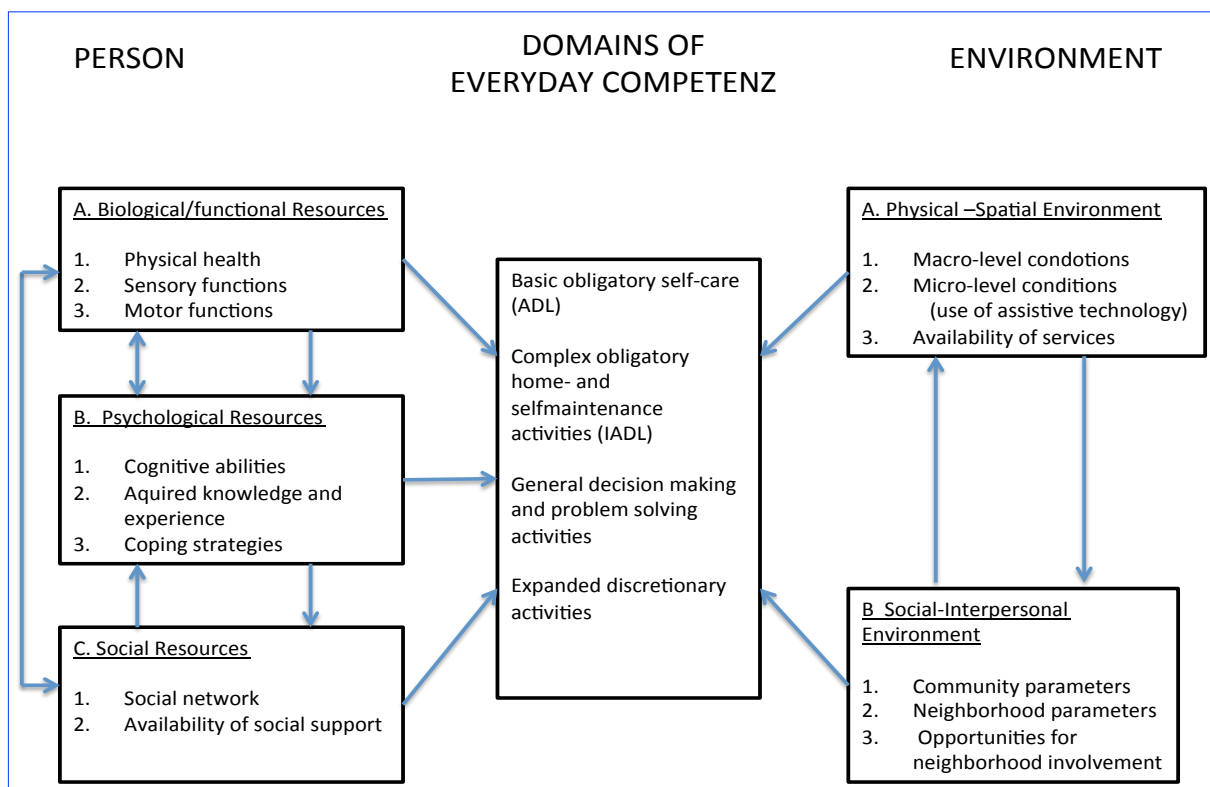 PERSON
DOMAINS OF
EVERYDAY COMPETENZ
ENVIRONMENT
A. Biological/functional Resources
1. Physical health
2. Sensory functions
3. Motor functions
B. Psychological Resources
1. Cognitive abilities
2. Aquired knowledge and
experience
3. Coping strategies
C. Social Resources
1. Social network
2. Availability of social support
Basic obligatory self-care
(ADL)
Complex obligatory
home- and
selfmaintenance
activities (IADL)
General decision making
and problem solving
activities
Expanded discretionary
activities
A. Physical –Spatial Environment
1. Macro-level condotions
2. Micro-level conditions
(use of assistive technology)
3. Availability of services
B Social-Interpersonal
Environment
1. Community parameters
2. Neighborhood parameters
3. Opportunities for
neighborhood involvement